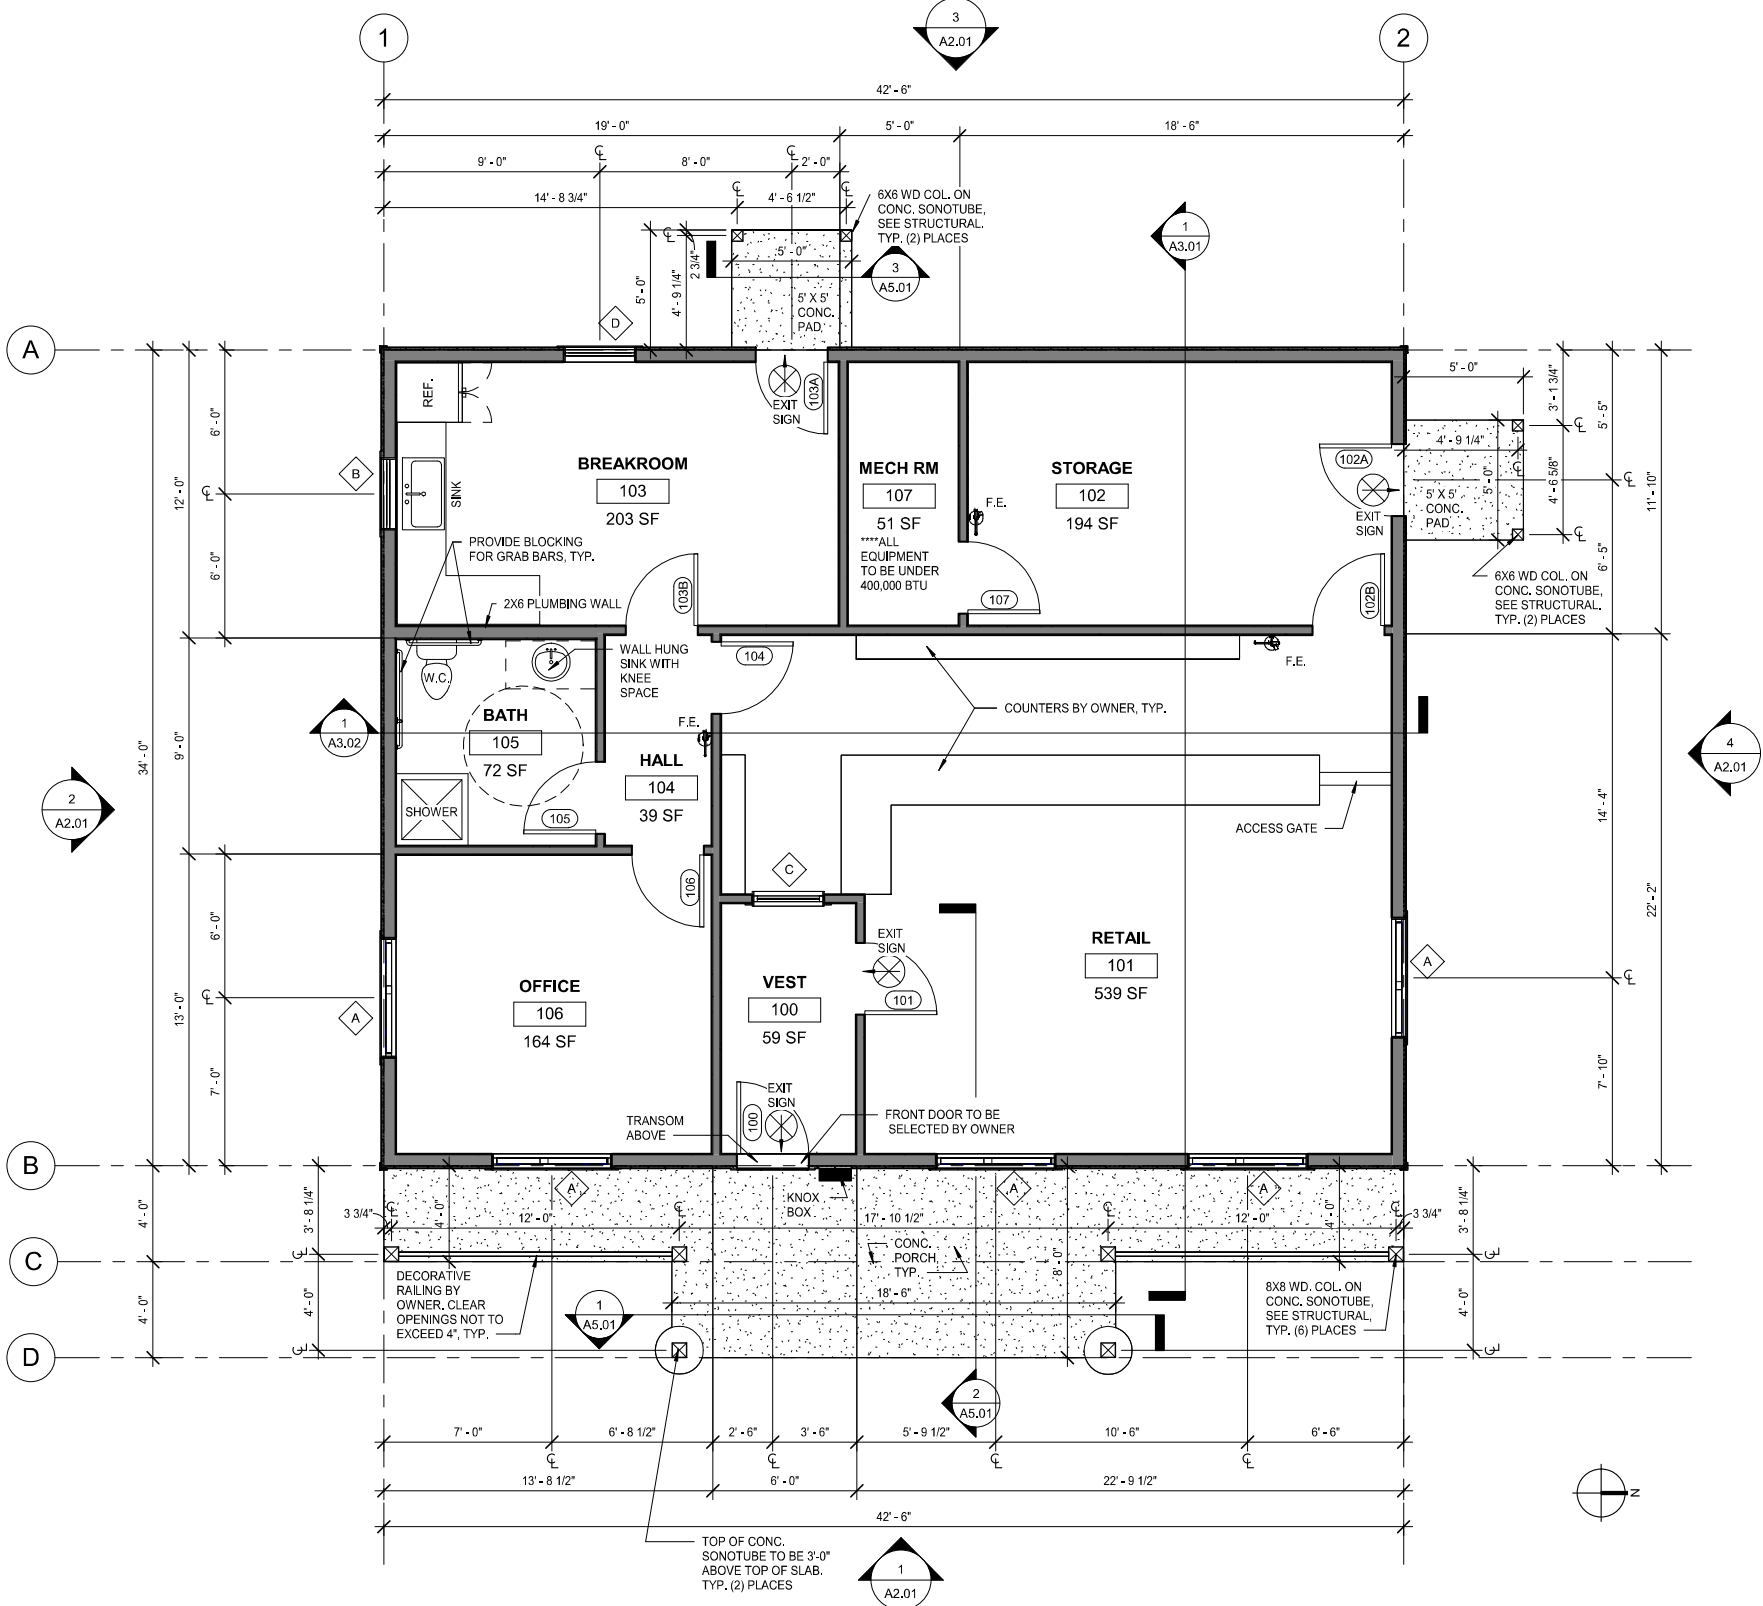 1
3
A2.01
2
42' - 6"
19' - 0"
5' - 0"
18' - 6"
9' - 0"
8' - 0"
2' - 0"
14' - 8 3/4"
4' - 6 1/2"
6X6 WD COL. ON
CONC. SONOTUBE,
SEE STRUCTURAL.
TYP. (2) PLACES
1
A3.01
5' - 0"
4' - 9 1/4"
2 3/4"
5' - 0"
3
A5.01
5' X 5'
CONC.
PAD
D
A
REF.
EXIT
SIGN
103A
BREAKROOM
103
203 SF
MECH RM
107
51 SF
****ALL
EQUIPMENT
TO BE UNDER
400,000 BTU
STORAGE
102
194 SF
F.E.
102A
EXIT
SIGN
5' - 0"
3' - 1 3/4"
5' - 5"
4' - 9 1/4"
5' - 0"
4' - 6 5/8"
11' - 10"
5' X 5'
CONC.
PAD
6' - 5"
6X6 WD COL. ON
CONC. SONOTUBE,
SEE STRUCTURAL.
TYP. (2) PLACES
6' - 0"
12' - 0"
6' - 0"
B
SINK
PROVIDE BLOCKING
FOR GRAB BARS, TYP.
2X6 PLUMBING WALL
103B
107
102B
WALL HUNG
SINK WITH
KNEE
SPACE
104
F.E.
W.C.
BATH
105
72 SF
F.E.
HALL
104
39 SF
COUNTERS BY OWNER, TYP.
1
A3.02
34' - 0"
9' - 0"
2
A2.01
4
A2.01
SHOWER
105
ACCESS GATE
14' - 4"
22' - 2"
106
C
6' - 0"
13' - 0"
7' - 0"
A
OFFICE
106
164 SF
VEST
100
59 SF
EXIT
SIGN
101
RETAIL
101
539 SF
A
7' - 10"
EXIT
SIGN
100
TRANSOM
ABOVE
FRONT DOOR TO BE
SELECTED BY OWNER
B
A
KNOX
BOX
A
A
4' - 0"
3' - 8 1/4"
3 3/4"
4' - 0"
12' - 0"
17' - 10 1/2"
12' - 0"
4' - 0"
3 3/4"
3' - 8 1/4"
C
CONC.
PORCH,
TYP.
8' - 0"
DECORATIVE
RAILING BY
OWNER. CLEAR
OPENINGS NOT TO
EXCEED 4", TYP.
4' - 0"
4' - 0"
1
A5.01
18' - 6"
8X8 WD. COL. ON
CONC. SONOTUBE,
SEE STRUCTURAL,
TYP. (6) PLACES
4' - 0"
D
2
A5.01
7' - 0"
6' - 8 1/2"
2' - 6"
3' - 6"
5' - 9 1/2"
10' - 6"
6' - 6"
13' - 8 1/2"
6' - 0"
22' - 9 1/2"
N
42' - 6"
TOP OF CONC.
SONOTUBE TO BE 3'-0"
ABOVE TOP OF SLAB.
TYP. (2) PLACES
1
A2.01